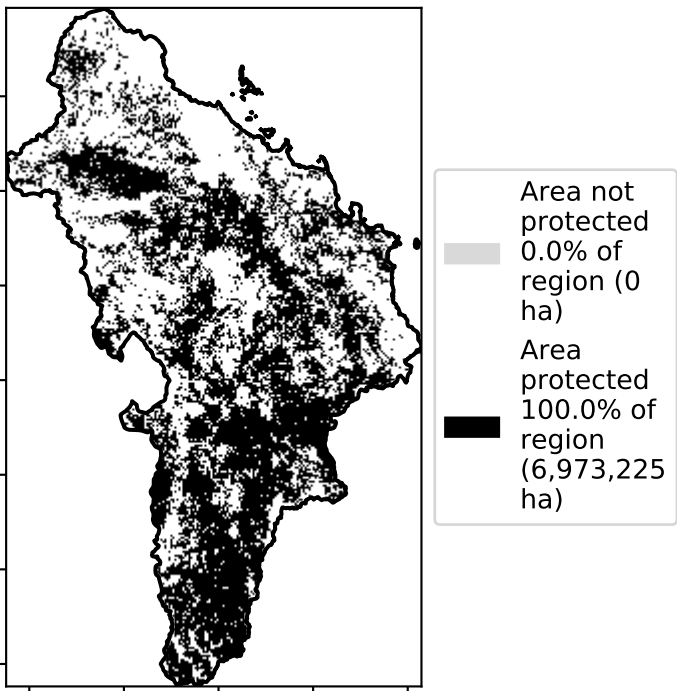 Area not
protected
0.0% of
region (0
ha)
Area
protected
100.0% of
region
(6,973,225
ha)